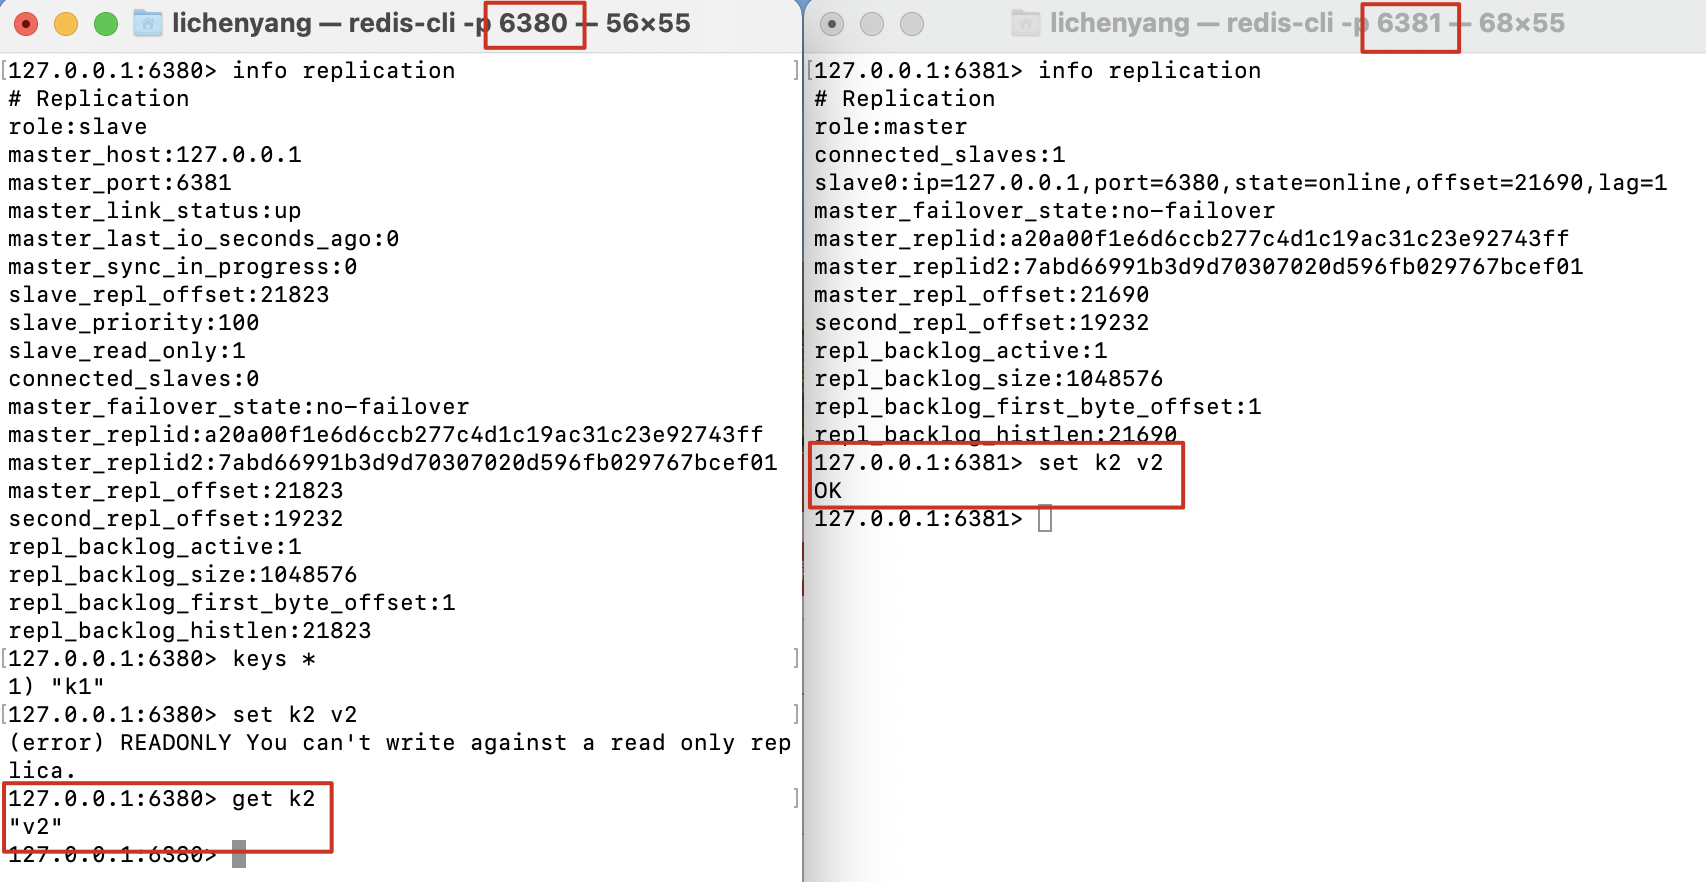 lichenyang — redis-cli -p 6380 — 56×55
[127.0.0.1:6380> info replication ]
# Replication
role:slave
master_host:127.0.0.1
master_port:6381
master_link_status:up
master_last_io_seconds_ago:0
master_sync_in_progress:0
slave_repl_offset:21823
slave_priority:100
slave_read_only:1
connected_slaves:0
master_failover_state:no-failover
master_replid:a20a00f1e6d6ccb277c4d1c19ac31c23e92743ff
master_replid2:7abd66991b3d9d70307020d596fb029767bcef01
master_repl_offset:21823
second_repl_offset:19232
repl_backlog_active:1
repl_backlog_size:1048576
repl_backlog_first_byte_offset:1
repl_backlog_histlen:21823
[127.0.0.1:6380> keys * ]
1) "k1"
[127.0.0.1:6380> set k2 v2 ]
(error) READONLY You can't write against a read only rep
lica.
127.0.0.1:6380> get k2 ]
"v2"
127.0.0.1:6380>
lichenyang — redis-cli -p 6381 — 68×55
[127.0.0.1:6381> info replication
# Replication
role:master
connected_slaves:1
slave0:ip=127.0.0.1,port=6380,state=online,offset=21690,lag=1
master_failover_state:no-failover
master_replid:a20a00f1e6d6ccb277c4d1c19ac31c23e92743ff
master_replid2:7abd66991b3d9d70307020d596fb029767bcef01
master_repl_offset:21690
second_repl_offset:19232
repl_backlog_active:1
repl_backlog_size:1048576
repl_backlog_first_byte_offset:1
repl_backlog_histlen:21690
127.0.0.1:6381> set k2 v2
OK
127.0.0.1:6381>